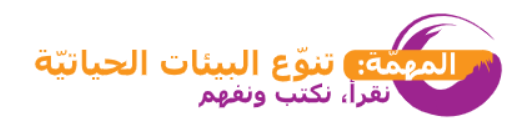 المهمّة: تنوّع البيئات الحياتيّة
نقرأ، نكتب ونفهم